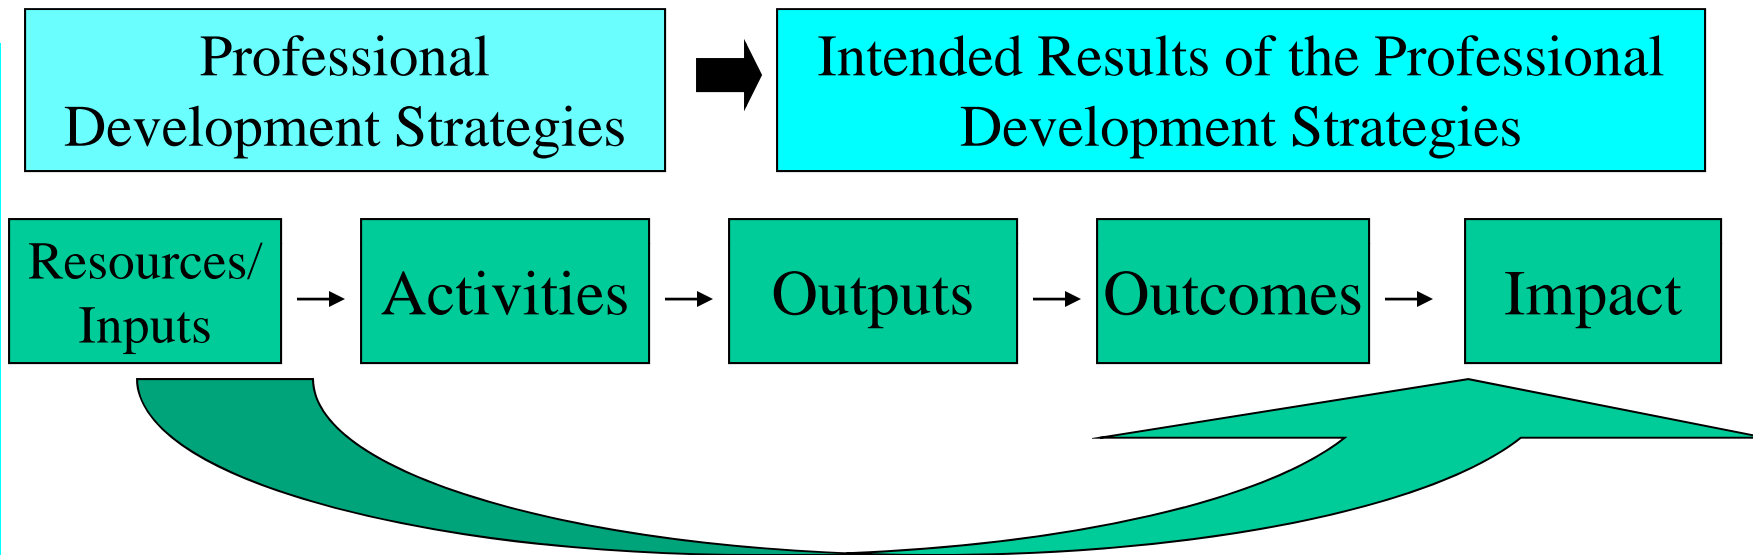 Professional
Development Strategies
Intended Results of the Professional
Development Strategies
Resources/
Inputs
Activities
Outputs
Outcomes
Impact